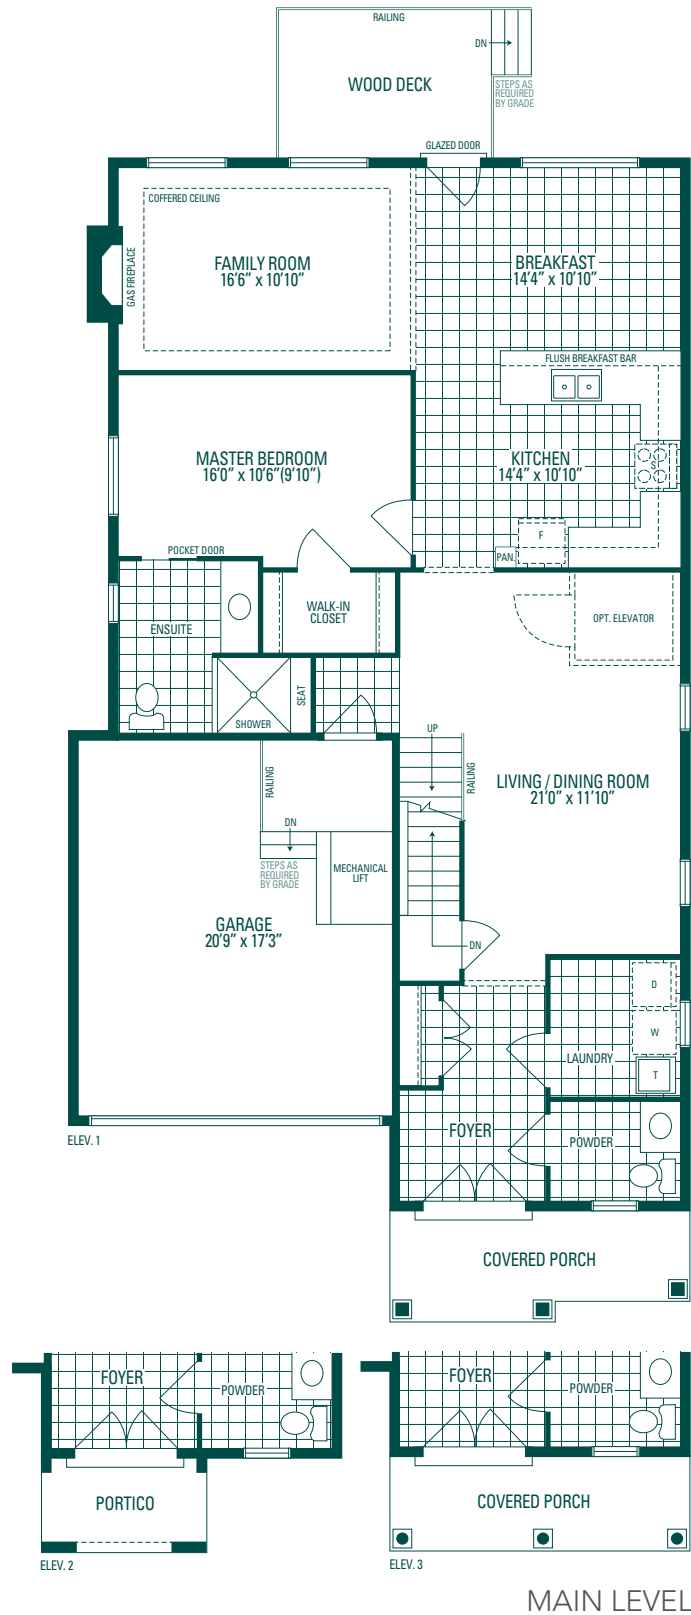 RAILING
DN
WOOD DECK
STEPS AS
REQUIRED
BY GRADE
GLAZED DOOR
COFFERED CEILING
GAS FIREPLACE
FAMILY ROOM
16'6" x 10'10"
BREAKFAST
14'4" x 10'10"
FLUSH BREAKFAST BAR
MASTER BEDROOM
16'0" x 10'6"(9'10")
KITCHEN
14'4" x 10'10"
S
F
PAN.
POCKET DOOR
ENSUITE
WALK-IN
CLOSET
OPT. ELEVATOR
SEAT
SHOWER
UP
RAILING
RAILING
LIVING / DINING ROOM
21'0" x 11'10"
DN
STEPS AS
REQUIRED
BY GRADE
MECHANICAL
LIFT
GARAGE
20'9" x 17'3"
DN
D
W
T
LAUNDRY
FOYER
POWDER
ELEV. 1
COVERED PORCH
FOYER
POWDER
PORTICO
ELEV. 2
FOYER
POWDER
COVERED PORCH
ELEV. 3
MAIN LEVEL